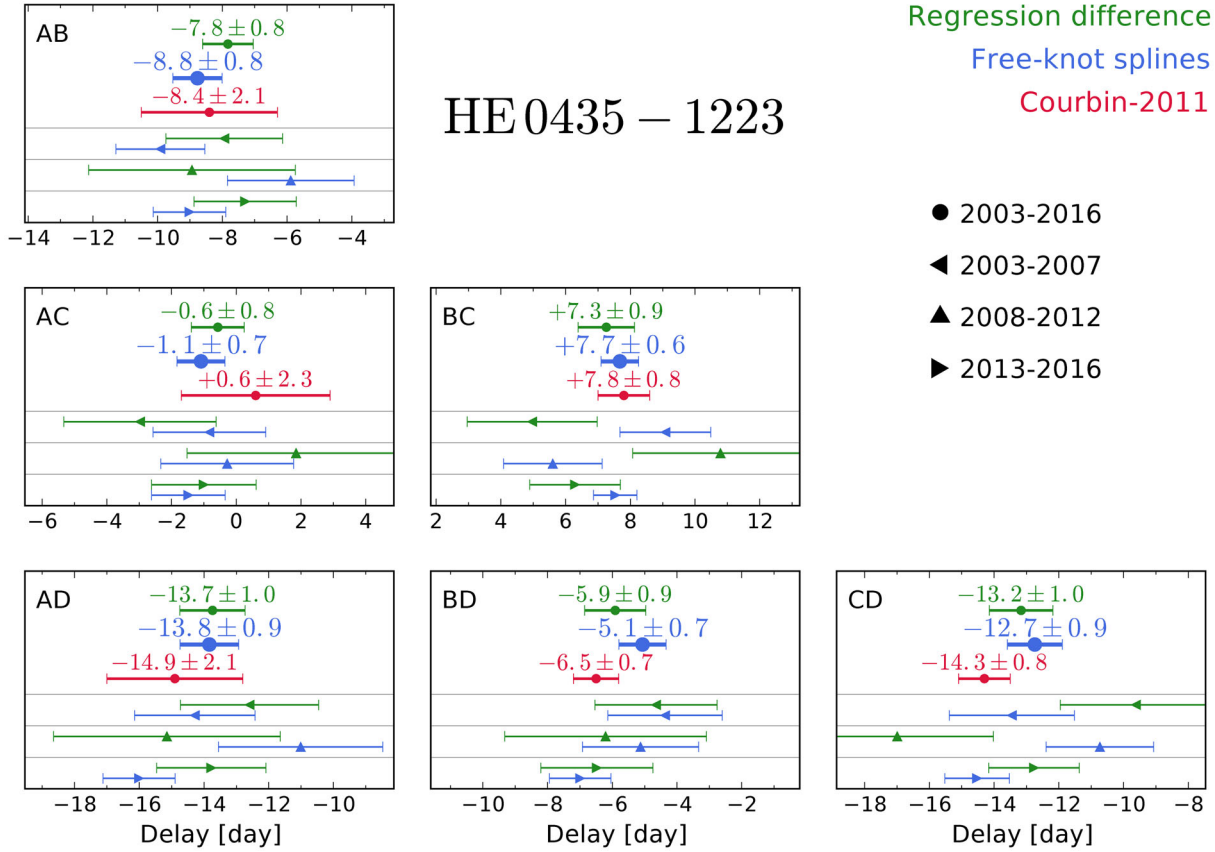 AB
−7.8±0.8
−8.8±0.8
−8.4±2.1
−14 −12 −10 −8 −6 −4
HE 0435 − 1223
Regression difference
Free-knot splines
Courbin-2011
2003-2016
2003-2007
2008-2012
2013-2016
AC
−0.6±0.8
−1.1±0.7
+0.6±2.3
−6 −4 −2 0 2 4
BC
+7.3±0.9
+7.7±0.6
+7.8±0.8
2 4 6 8 10 12
AD
−13.7±1.0
−13.8±0.9
−14.9±2.1
−18 −16 −14 −12 −10
Delay [day]
BD
−5.9±0.9
−5.1±0.7
−6.5±0.7
−10 −8 −6 −4 −2
Delay [day]
CD
−13.2±1.0
−12.7±0.9
−14.3±0.8
−18 −16 −14 −12 −10 −8
Delay [day]